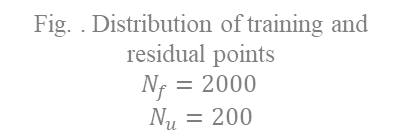 Fig. . Distribution of training and
residual points
N_f = 2000
N_u = 200